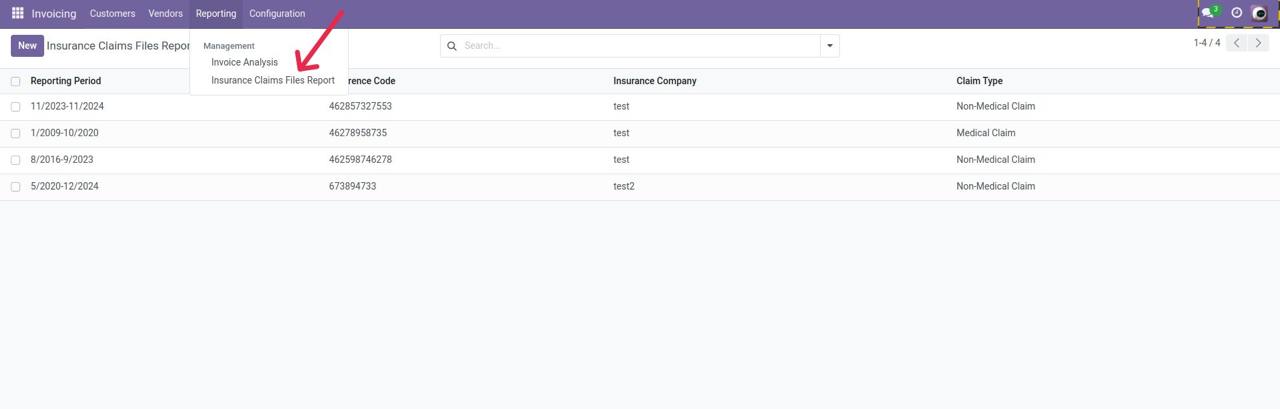 Invoicing Customers Vendors Reporting Configuration 3
New Insurance Claims Files Repor Search... 1-4 / 4
Management
Invoice Analysis
Insurance Claims Files Report
Reporting Period rence Code Insurance Company Claim Type
11/2023-11/2024 462857327553 test Non-Medical Claim
1/2009-10/2020 46278958735 test Medical Claim
8/2016-9/2023 462598746278 test Non-Medical Claim
5/2020-12/2024 673894733 test2 Non-Medical Claim